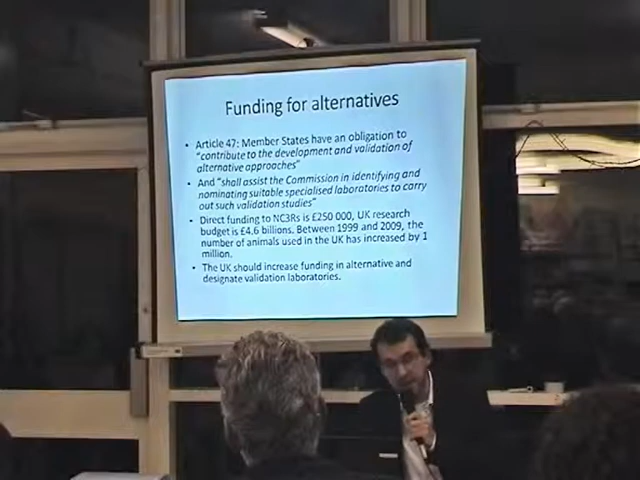 Funding for alternatives
• Article 47: Member States have an obligation to
"contribute to the development and validation of
alternative approaches"
• And "shall assist the Commission in identifying and
nominating suitable specialised laboratories to carry
out such validation studies"
• Direct funding to NC3Rs is £250 000, UK research
budget is £4.6 billions. Between 1999 and 2009, the
number of animals used in the UK has increased by 1
million.
• The UK should increase funding in alternative and
designate validation laboratories.